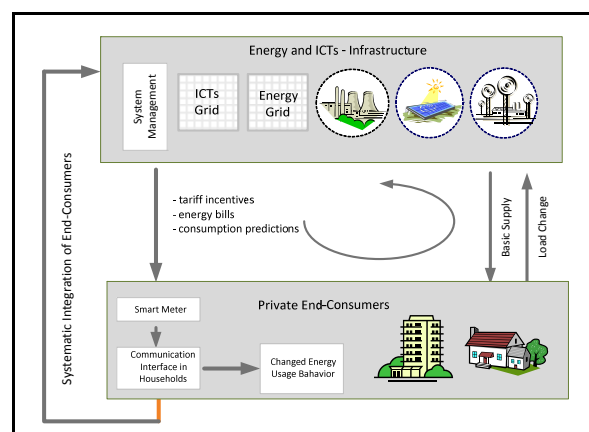 Energy and ICTs - Infrastructure
System
Management
ICTs
Grid
Energy
Grid
Systematic Integration of End-Consumers
- tariff incentives
- energy bills
- consumption predictions
Basic Supply
Load Change
Private End-Consumers
Smart Meter
Communication
Interface in
Households
Changed Energy
Usage Bahavior